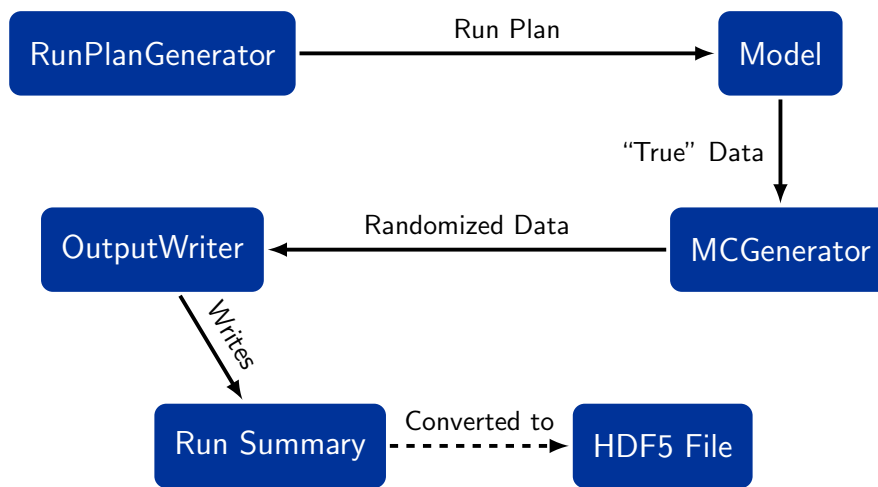 RunPlanGenerator
Run Plan
Model
“True” Data
OutputWriter
Randomized Data
MCGenerator
Writes
Run Summary
Converted to
HDF5 File